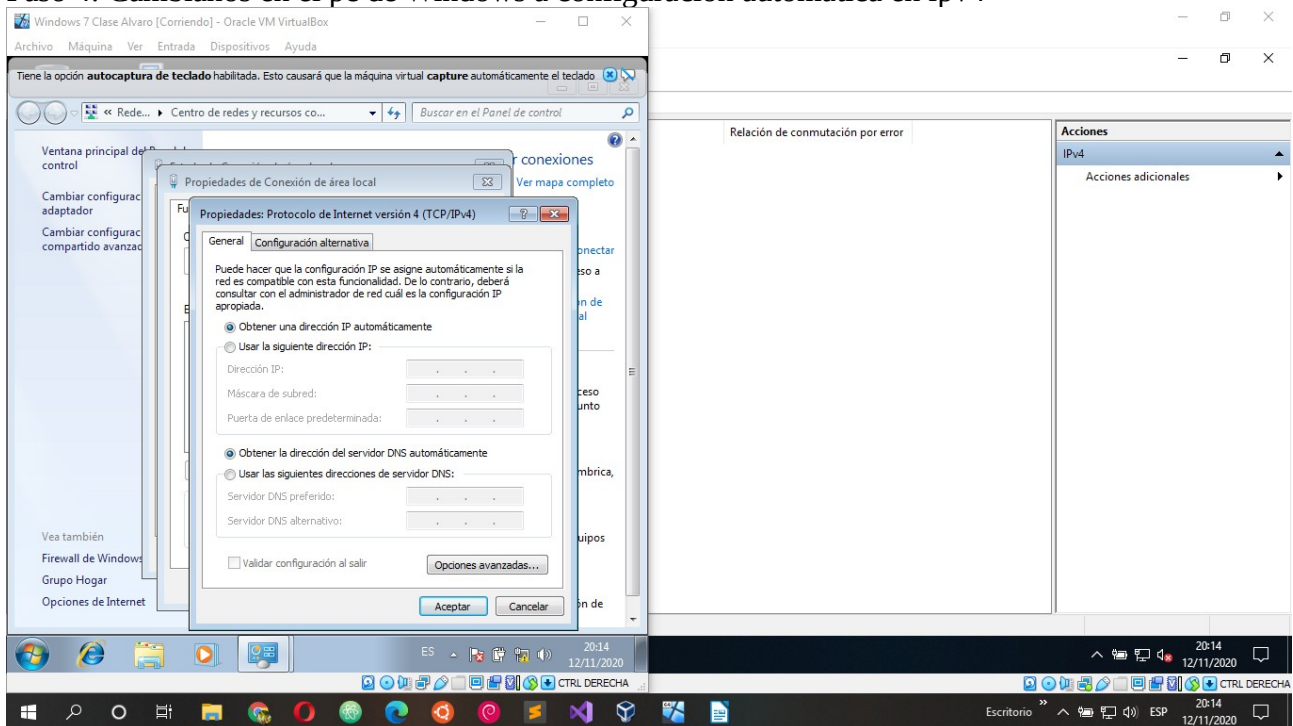 Windows 7 Clase Alvaro [Corriendo] - Oracle VM VirtualBox
Archivo Máquina Ver Entrada Dispositivos Ayuda
Tiene la opción autocaptura de teclado habilitada. Esto causará que la máquina virtual capture automáticamente el teclado
« Rede... ▸ Centro de redes y recursos co...
Buscar en el Panel de control
Ventana principal del
control
Cambiar configurac
adaptador
Cambiar configurac
compartido avanzad
Vea también
Firewall de Windows
Grupo Hogar
Opciones de Internet
r conexiones
Ver mapa completo
onectar
eso a
ón de
al
ceso
unto
mbrica,
uipos
ón de
Propiedades de Conexión de área local
Fu
Propiedades: Protocolo de Internet versión 4 (TCP/IPv4)
General
Configuración alternativa
Puede hacer que la configuración IP se asigne automáticamente si la
red es compatible con esta funcionalidad. De lo contrario, deberá
consultar con el administrador de red cuál es la configuración IP
apropiada.
Obtener una dirección IP automáticamente
Usar la siguiente dirección IP:
Dirección IP:
Máscara de subred:
Puerta de enlace predeterminada:
Obtener la dirección del servidor DNS automáticamente
Usar las siguientes direcciones de servidor DNS:
Servidor DNS preferido:
Servidor DNS alternativo:
Validar configuración al salir
Opciones avanzadas...
Aceptar
Cancelar
ES
20:14
12/11/2020
CTRL DERECHA
Relación de conmutación por error
Acciones
IPv4
Acciones adicionales
20:14
12/11/2020
CTRL DERECHA
Escritorio
ESP
20:14
12/11/2020